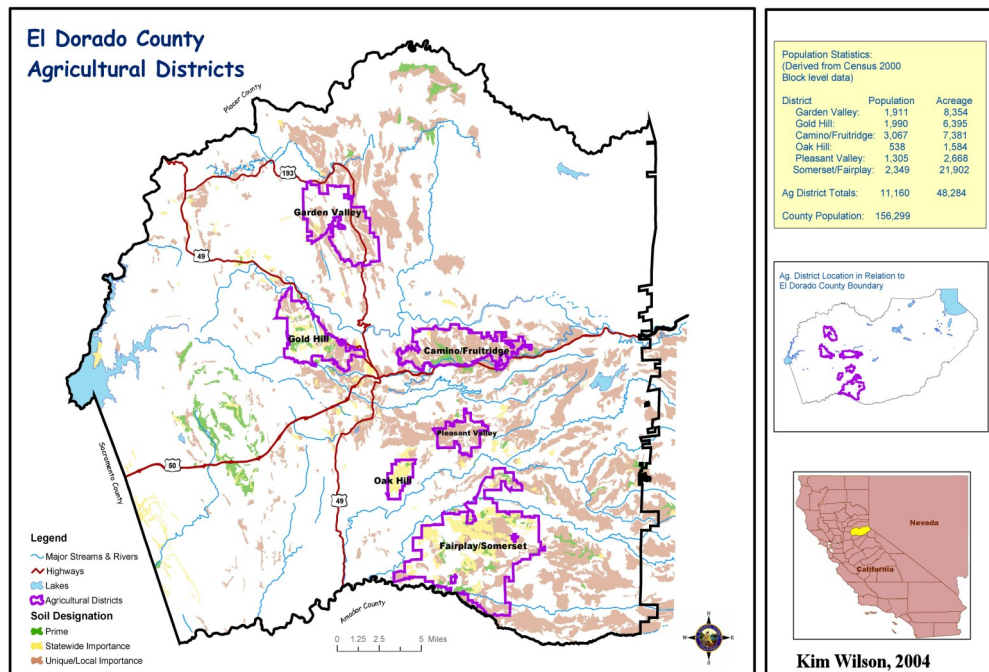 El Dorado County
Agricultural Districts
Placer County
193
Garden Valley
49
Gold Hill
Camino/Fruitridge
Pleasant Valley
Sacramento County
50
Oak Hill
49
Fairplay/Somerset
Amador County
Legend
Major Streams & Rivers
Highways
Lakes
Agricultural Districts
Soil Designation
Prime
Statewide Importance
Unique/Local Importance
0 1.25 2.5 5
Miles
N
W E
S
Population Statistics:
(Derived from Census 2000
Block level data)
District Population Acreage
Garden Valley: 1,911 8,354
Gold Hill: 1,990 6,395
Camino/Fruitridge: 3,067 7,381
Oak Hill: 538 1,584
Pleasant Valley: 1,305 2,668
Somerset/Fairplay: 2,349 21,902
Ag District Totals: 11,160 48,284
County Population: 156,299
Ag. District Location in Relation to
El Dorado County Boundary
Nevada
California
Kim Wilson, 2004